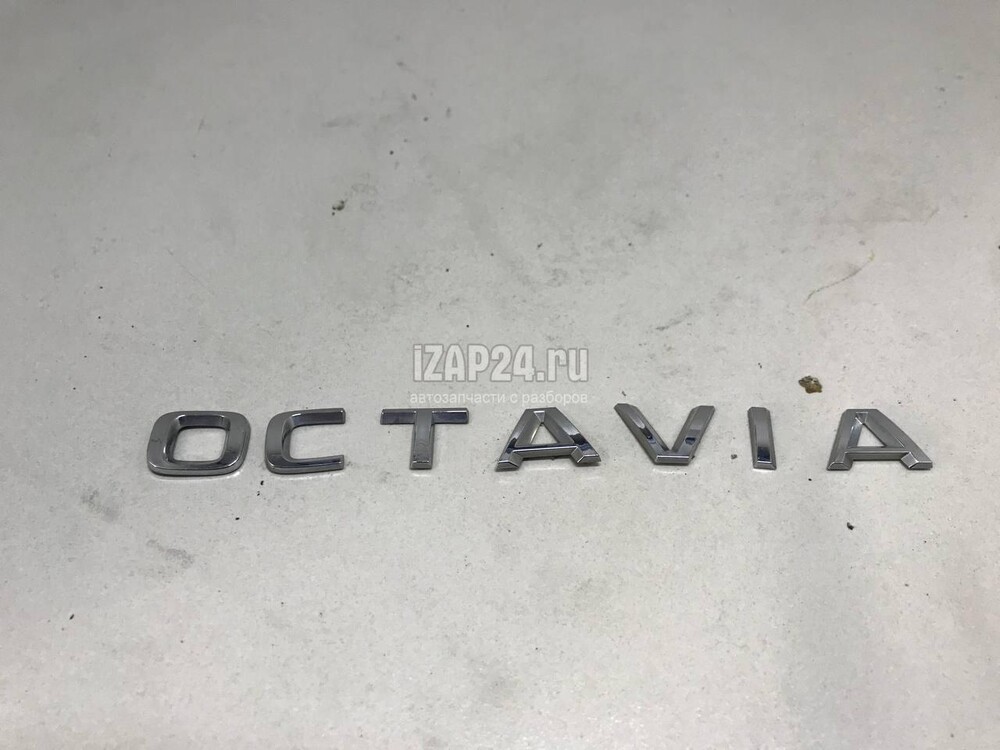 iZAP24.ru
автозапчасти с разборов
OCTAVIA